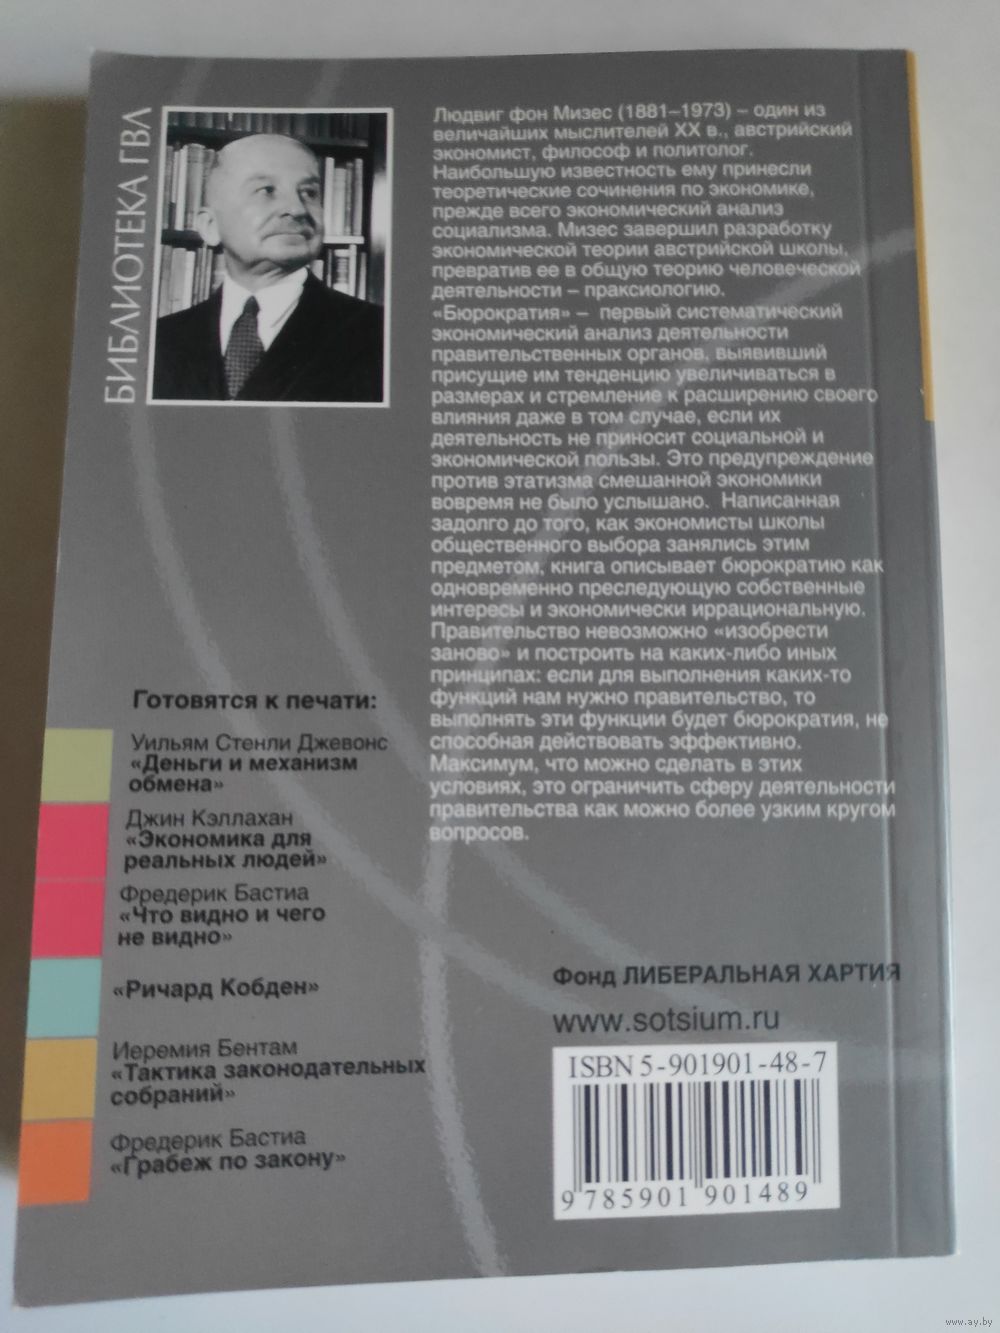 БИБЛИОТЕКА ГВЛ
Людвиг фон Мизес (1881–1973) – один из
величайших мыслителей XX в., австрийский
экономист, философ и политолог.
Наибольшую известность ему принесли
теоретические сочинения по экономике,
прежде всего экономический анализ
социализма. Мизес завершил разработку
экономической теории австрийской школы,
превратив ее в общую теорию человеческой
деятельности – праксиологию.
«Бюрократия» – первый систематический
экономический анализ деятельности
правительственных органов, выявивший
присущие им тенденцию увеличиваться в
размерах и стремление к расширению своего
влияния даже в том случае, если их
деятельность не приносит социальной и
экономической пользы. Это предупреждение
против этатизма смешанной экономики
вовремя не было услышано. Написанная
задолго до того, как экономисты школы
общественного выбора занялись этим
предметом, книга описывает бюрократию как
одновременно преследующую собственные
интересы и экономически иррациональную.
Правительство невозможно «изобрести
заново» и построить на каких-либо иных
принципах: если для выполнения каких-то
функций нам нужно правительство, то
выполнять эти функции будет бюрократия, не
способная действовать эффективно.
Максимум, что можно сделать в этих
условиях, это ограничить сферу деятельности
правительства как можно более узким кругом
вопросов.
Готовятся к печати:
Уильям Стенли Джевонс
«Деньги и механизм
обмена»
Джин Кэллахан
«Экономика для
реальных людей»
Фредерик Бастиа
«Что видно и чего
не видно»
«Ричард Кобден»
Иеремия Бентам
«Тактика законодательных
собраний»
Фредерик Бастиа
«Грабеж по закону»
Фонд ЛИБЕРАЛЬНАЯ ХАРТИЯ
www.sotsium.ru
ISBN 5-901901-48-7
9 785901 901489
www.ay.by